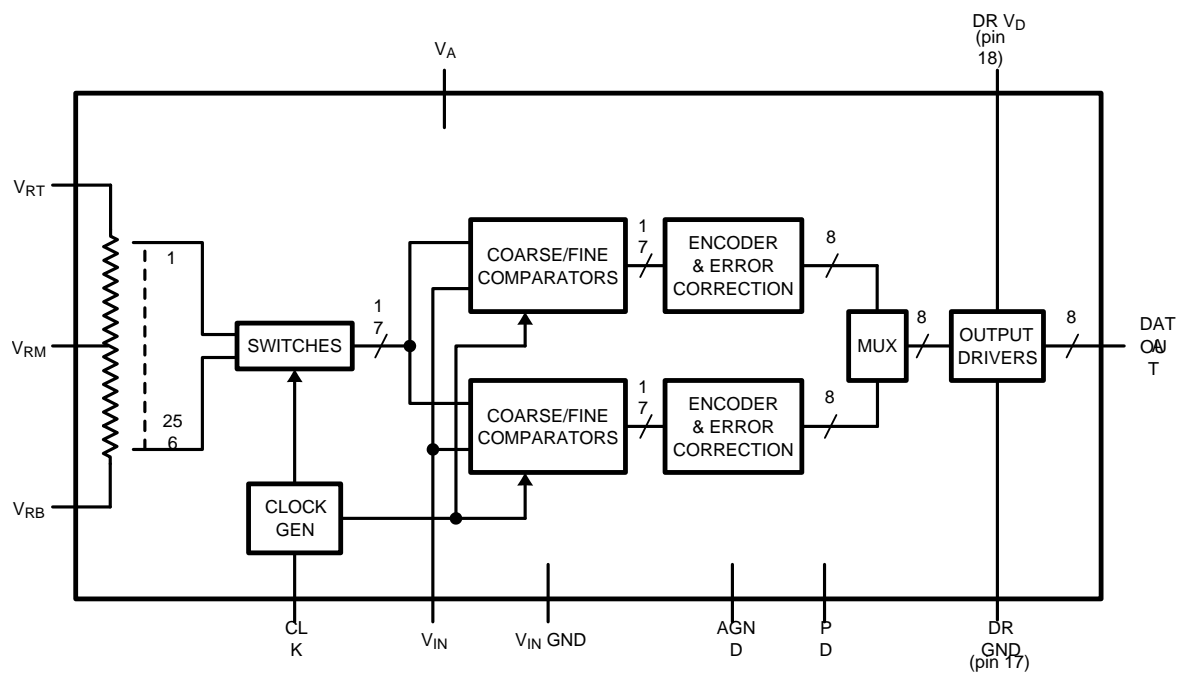 DR VD
(pin
18)
VA
VRT
1
VRM
25
6
VRB
SWITCHES
1
7
CLOCK
GEN
COARSE/FINE
COMPARATORS
1
7
ENCODER
& ERROR
CORRECTION
8
COARSE/FINE
COMPARATORS
1
7
ENCODER
& ERROR
CORRECTION
8
MUX
8
OUTPUT
DRIVERS
8
DAT
A
OU
T
CL
K
VIN
VIN GND
AGN
D
P
D
DR
GND
(pin 17)